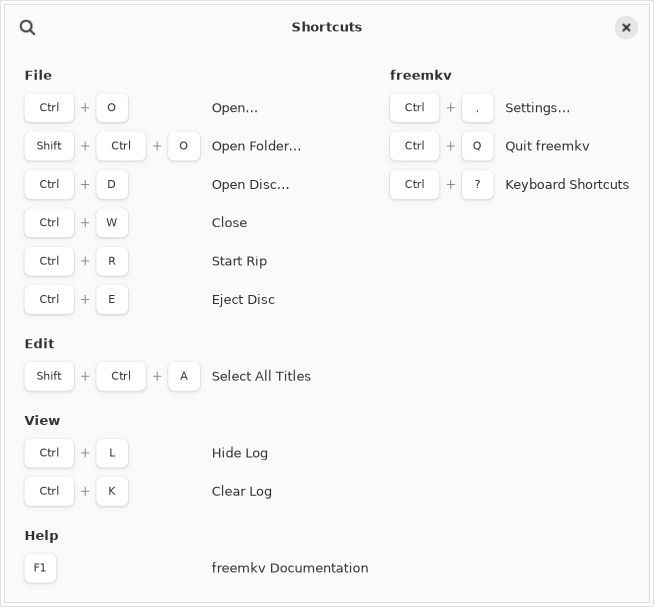 Shortcuts
File
Ctrl + O Open...
Shift + Ctrl + O Open Folder...
Ctrl + D Open Disc...
Ctrl + W Close
Ctrl + R Start Rip
Ctrl + E Eject Disc
Edit
Shift + Ctrl + A Select All Titles
View
Ctrl + L Hide Log
Ctrl + K Clear Log
Help
F1 freemkv Documentation
freemkv
Ctrl + . Settings...
Ctrl + Q Quit freemkv
Ctrl + ? Keyboard Shortcuts